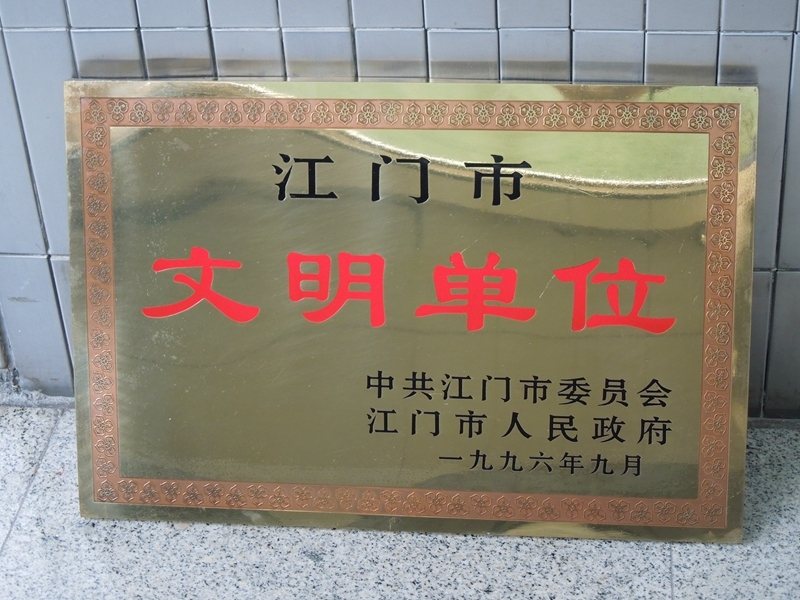 江门市
文明单位
中共江门市委员会
江门市人民政府
一九九六年九月